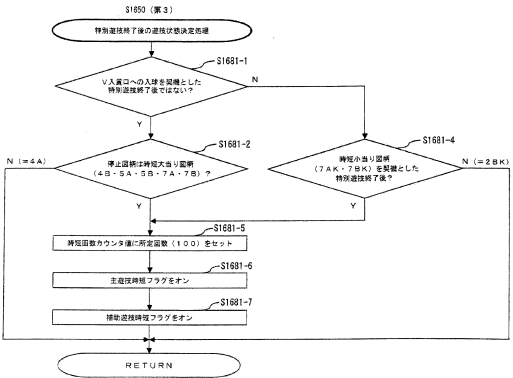 S1650（第３）
特別遊技終了後の遊技状態決定処理
S1681-1
Ｖ入賞口への入球を契機とした
特別遊技終了後ではない？
N
Y
S1681-2
停止図柄は時短大当り図柄
（４Ｂ・５Ａ・５Ｂ・７Ａ・７Ｂ）？
N（＝４Ａ）
Y
S1681-4
時短小当り図柄
（７ＡＫ・７ＢＫ）を契機とした
特別遊技終了後？
N（＝２ＢＫ）
Y
S1681-5
時短回数カウンタ値に所定回数（１００）をセット
S1681-6
主遊技時短フラグをオン
S1681-7
補助遊技時短フラグをオン
ＲＥＴＵＲＮ